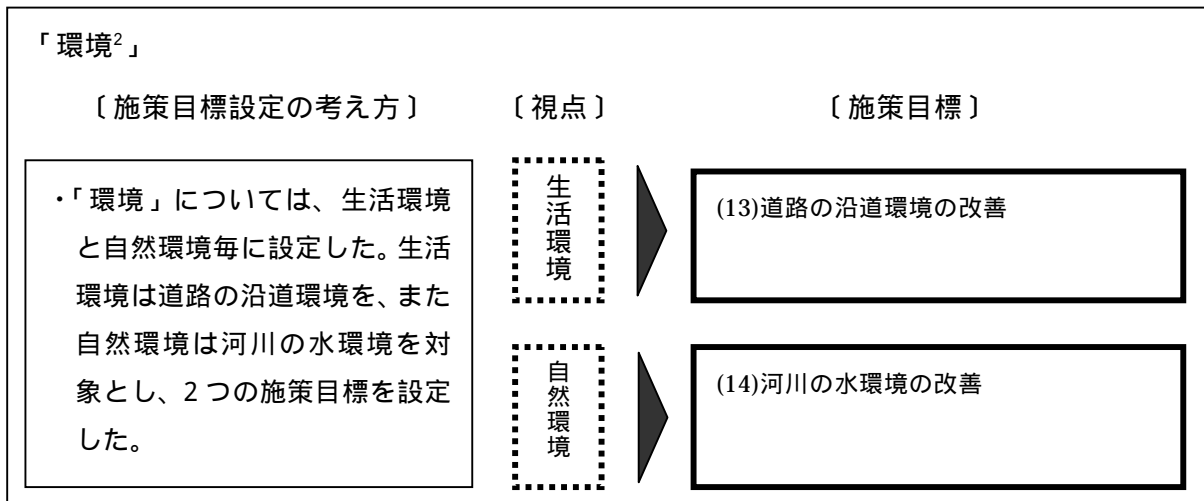 「環境²」
〔施策目標設定の考え方〕
〔視点〕
〔施策目標〕
・「環境」については、生活環境
と自然環境毎に設定した。生活
環境は道路の沿道環境を、また
自然環境は河川の水環境を対
象とし、2つの施策目標を設定
した。
生活環境
(13)道路の沿道環境の改善
自然環境
(14)河川の水環境の改善